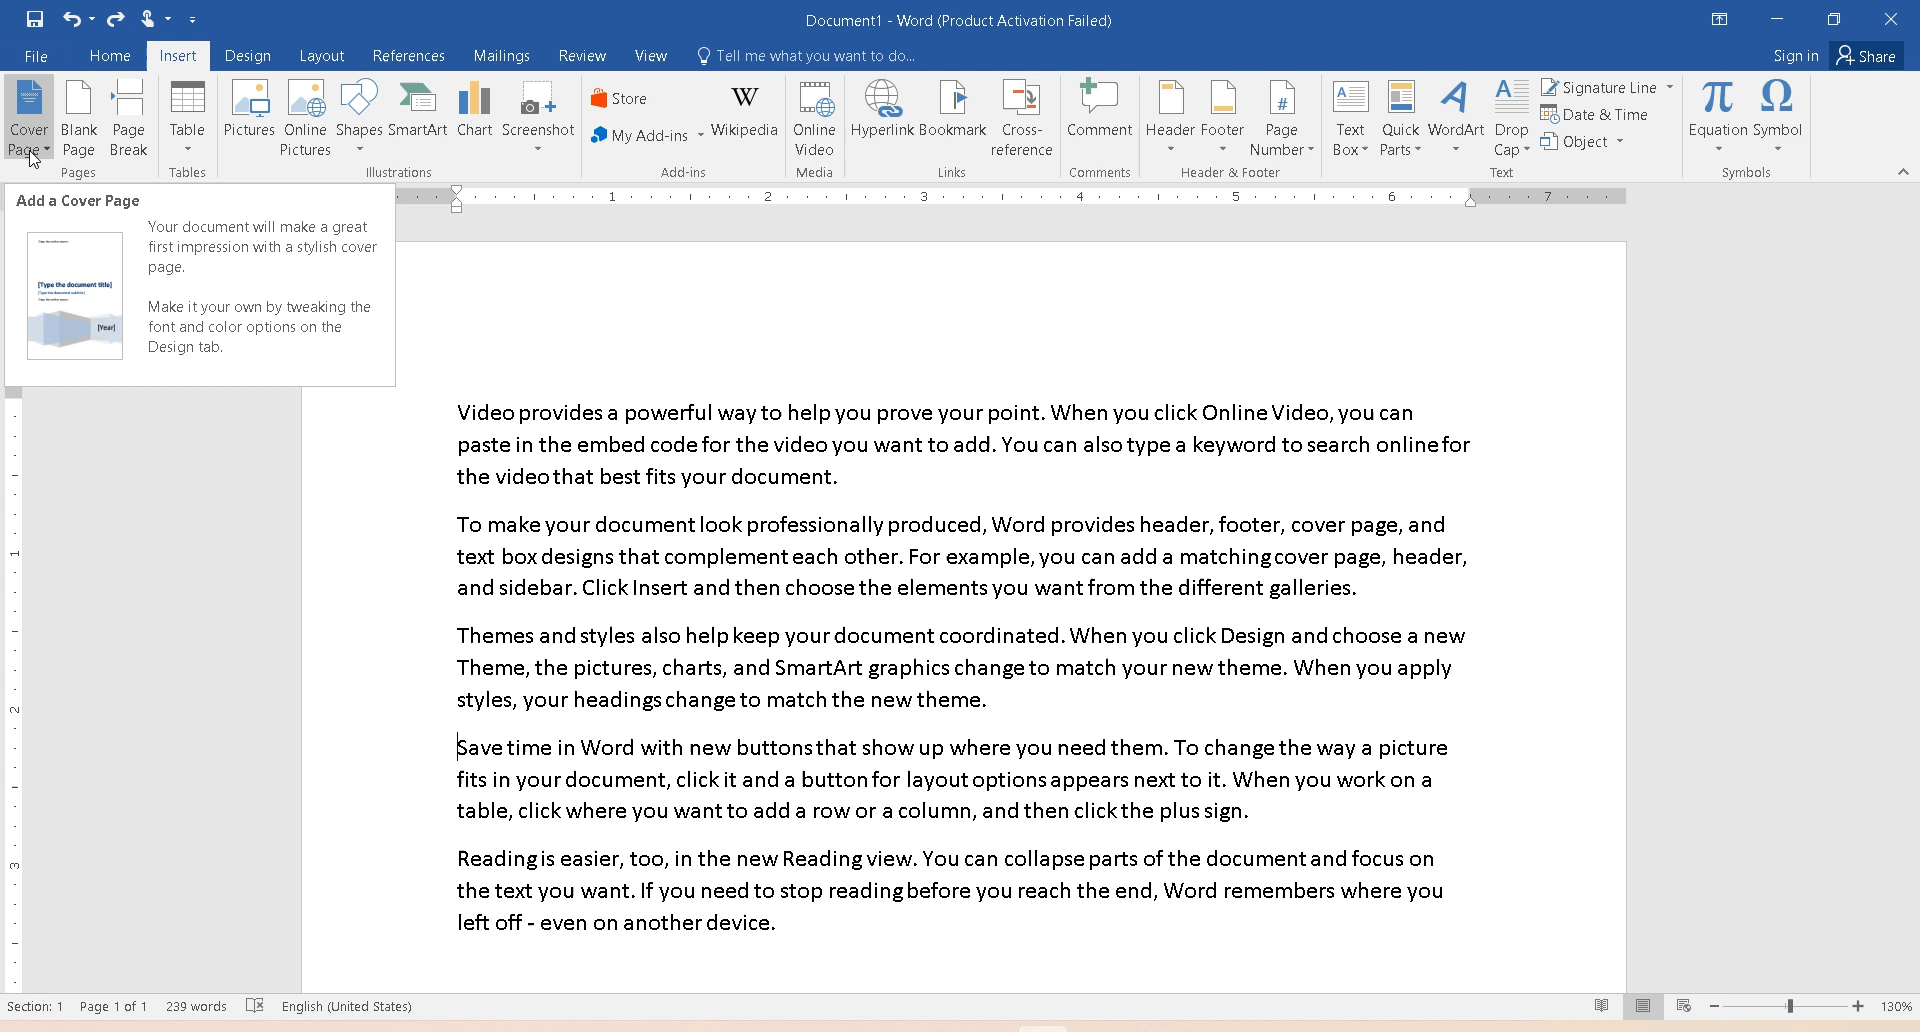 Document1 - Word (Product Activation Failed)
File Home Insert Design Layout References Mailings Review View Tell me what you want to do... Sign in Share
Cover Page
Blank Page
Page Break
Pages
Table
Tables
Pictures
Online Pictures
Shapes
SmartArt
Chart
Screenshot
Illustrations
Store
My Add-ins
W
Wikipedia
Add-ins
Online Video
Media
Hyperlink
Bookmark
Cross-reference
Links
Comment
Comments
Header
Footer
# Page Number
Header & Footer
Text Box
Quick Parts
WordArt
Drop Cap
Signature Line
Date & Time
Object
Text
π Equation
Ω Symbol
Symbols
1 2 3 4 5 6 7
Add a Cover Page
Your document will make a great
first impression with a stylish cover
page.
Make it your own by tweaking the
font and color options on the
Design tab.
[Type the document title]
[Year]
1
2
3
Video provides a powerful way to help you prove your point. When you click Online Video, you can
paste in the embed code for the video you want to add. You can also type a keyword to search online for
the video that best fits your document.
To make your document look professionally produced, Word provides header, footer, cover page, and
text box designs that complement each other. For example, you can add a matching cover page, header,
and sidebar. Click Insert and then choose the elements you want from the different galleries.
Themes and styles also help keep your document coordinated. When you click Design and choose a new
Theme, the pictures, charts, and SmartArt graphics change to match your new theme. When you apply
styles, your headings change to match the new theme.
Save time in Word with new buttons that show up where you need them. To change the way a picture
fits in your document, click it and a button for layout options appears next to it. When you work on a
table, click where you want to add a row or a column, and then click the plus sign.
Reading is easier, too, in the new Reading view. You can collapse parts of the document and focus on
the text you want. If you need to stop reading before you reach the end, Word remembers where you
left off - even on another device.
Section: 1 Page 1 of 1 239 words English (United States) 130%